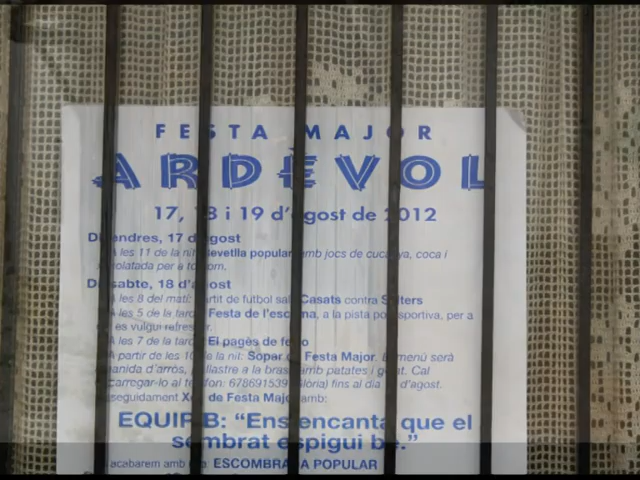 FESTA MAJOR
ARDÈVOL
17, 18 i 19 d'agost de 2012
Divendres, 17 d'agost
A les 11 de la nit: Revetlla popular amb jocs de cucanya, coca i
xocolatada per a tothom.
Dissabte, 18 d'agost
A les 8 del matí: Partit de futbol sala Casats contra Solters
A les 5 de la tarda: Festa de l'escuma, a la pista poliesportiva, per a
qui es vulgui refrescar.
A les 7 de la tarda: El pagès de ferro
A partir de les 10 de la nit: Sopar de Festa Major. El menú serà
amanida d'arròs, pollastre a la brasa amb patates i gelat. Cal
encarregar-lo al telèfon: 678691539 (Glòria) fins al dia d'agost.
Seguidament Xou de Festa Major amb:
EQUIP B: "Ens encanta que el
sembrat espigui bé."
I acabarem amb una ESCOMBRADA POPULAR